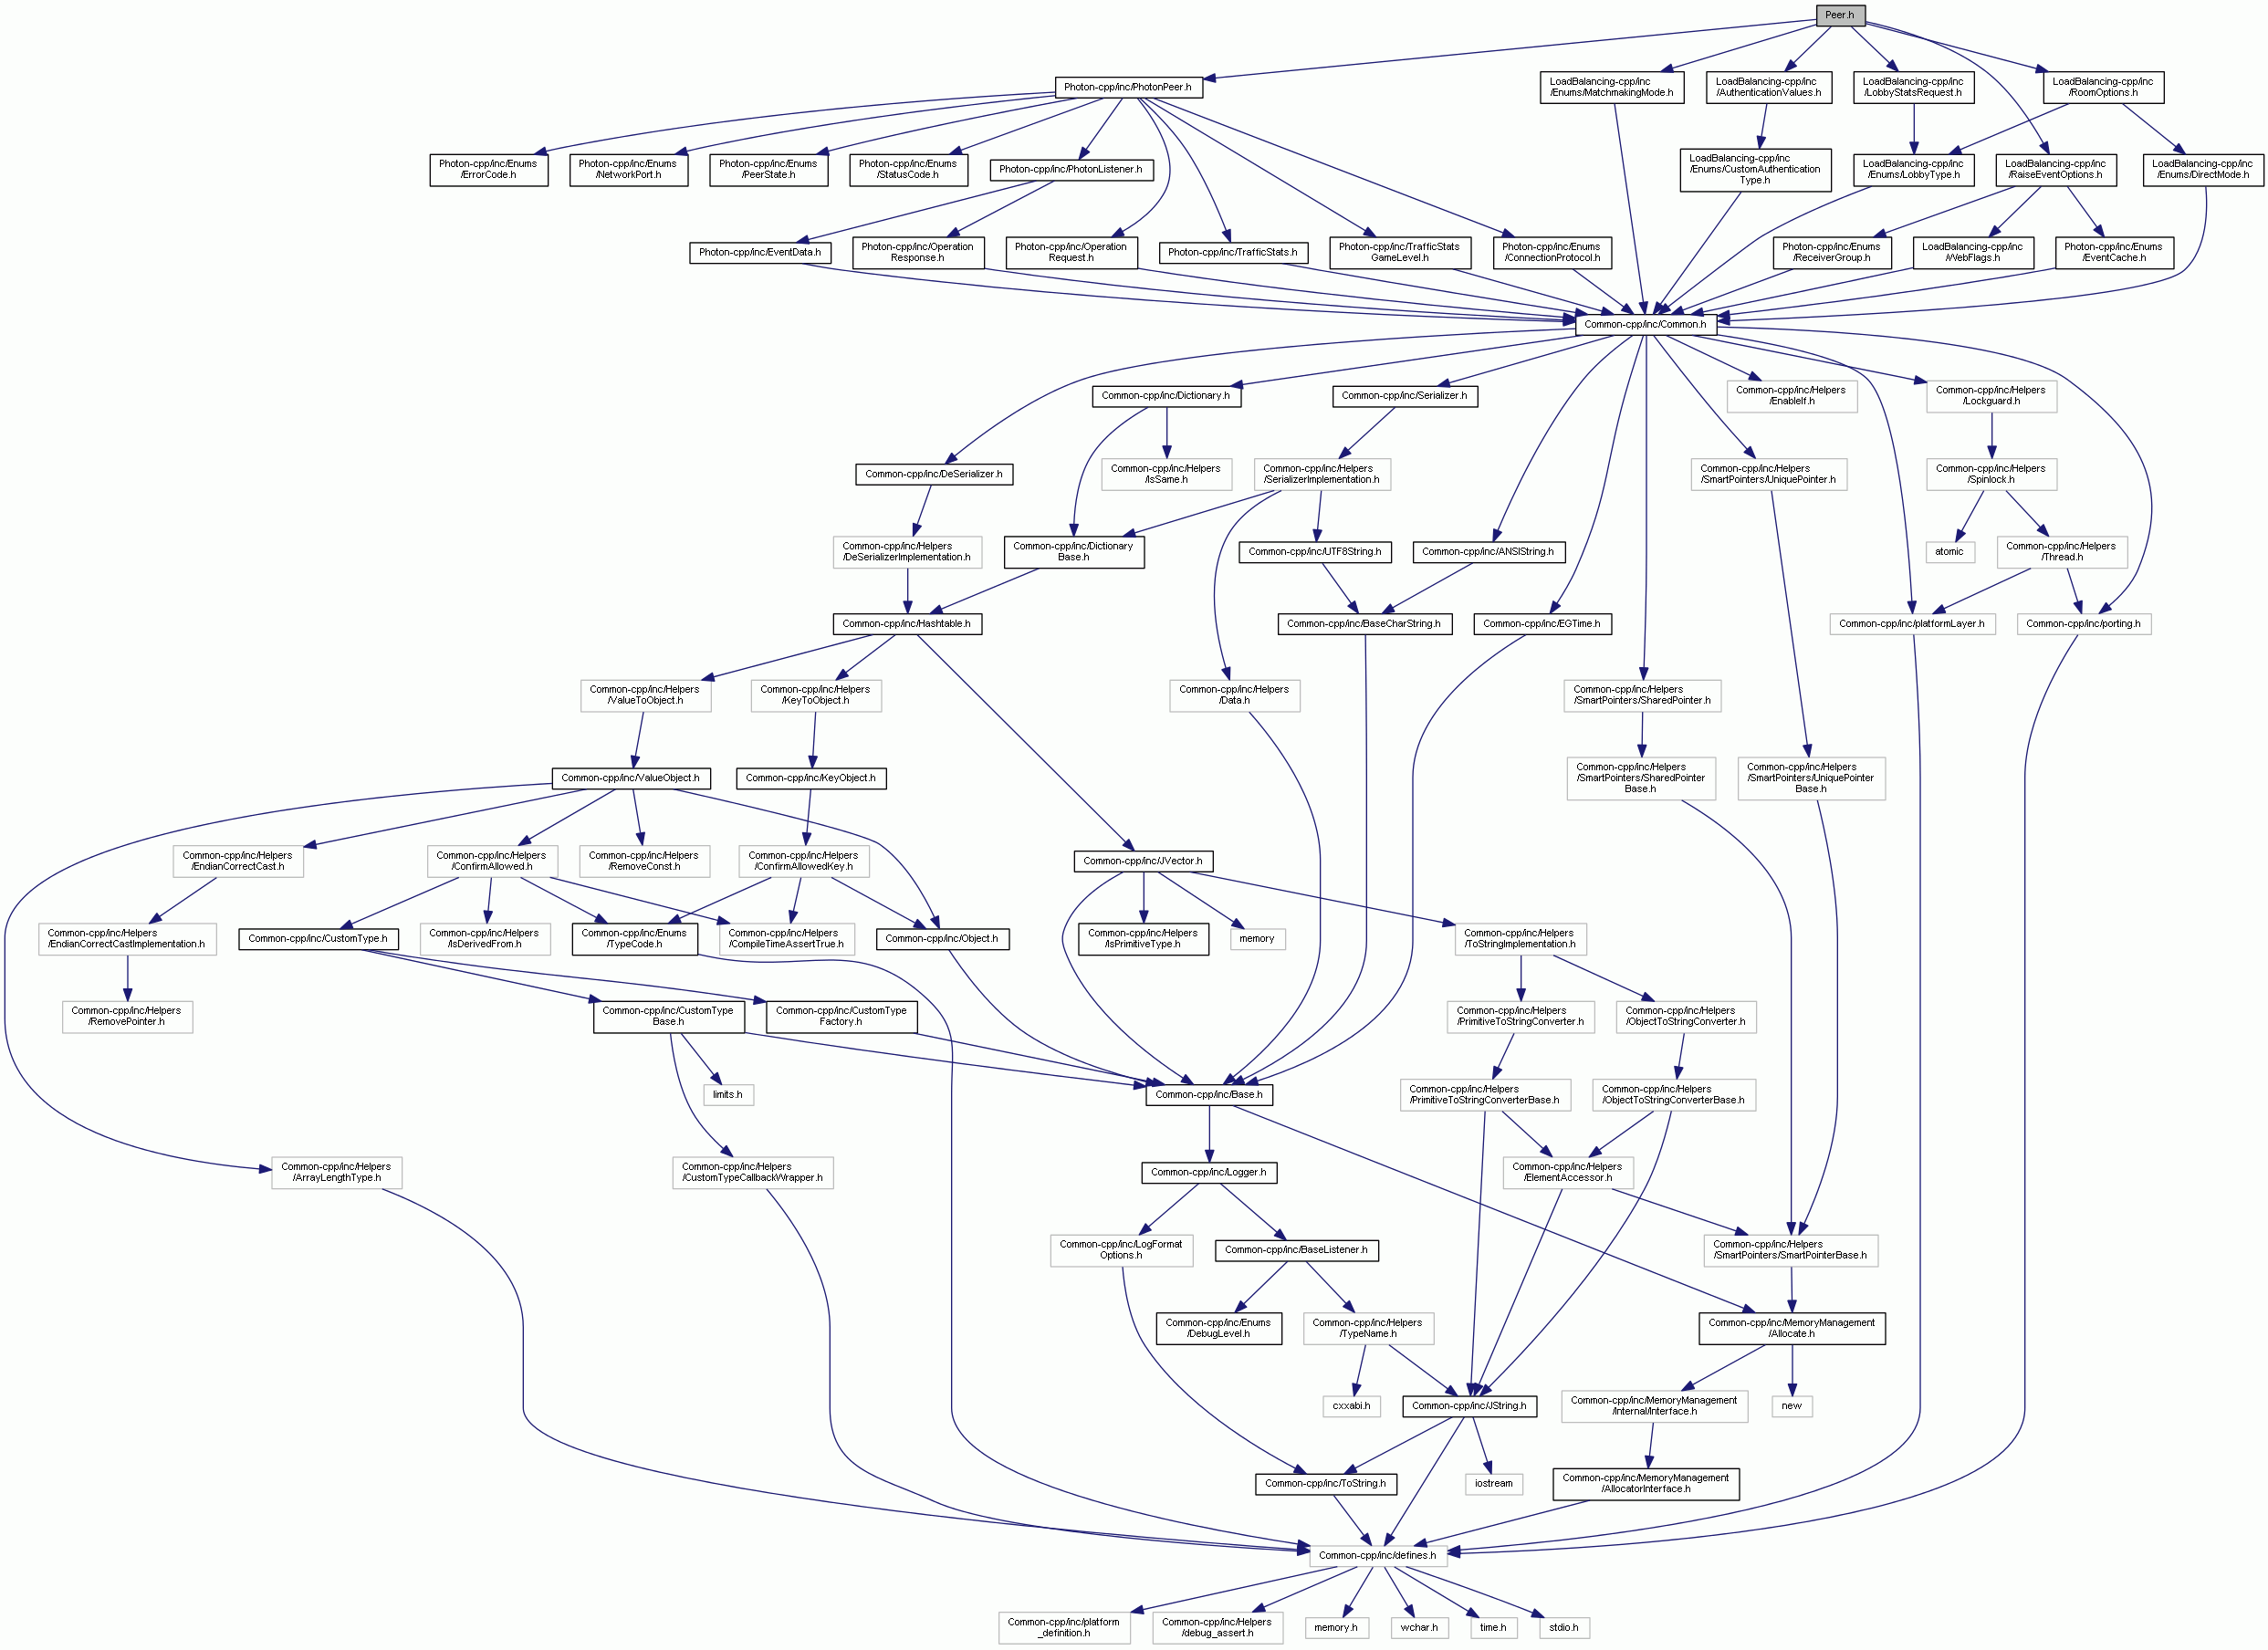 Peer.h
Photon-cpp/inc/PhotonPeer.h
LoadBalancing-cpp/inc
/Enums/MatchmakingMode.h
LoadBalancing-cpp/inc
/AuthenticationValues.h
LoadBalancing-cpp/inc
/LobbyStatsRequest.h
LoadBalancing-cpp/inc
/RoomOptions.h
Photon-cpp/inc/Enums
/ErrorCode.h
Photon-cpp/inc/Enums
/NetworkPort.h
Photon-cpp/inc/Enums
/PeerState.h
Photon-cpp/inc/Enums
/StatusCode.h
Photon-cpp/inc/PhotonListener.h
LoadBalancing-cpp/inc
/Enums/CustomAuthentication
Type.h
LoadBalancing-cpp/inc
/Enums/LobbyType.h
LoadBalancing-cpp/inc
/RaiseEventOptions.h
LoadBalancing-cpp/inc
/Enums/DirectMode.h
Photon-cpp/inc/EventData.h
Photon-cpp/inc/Operation
Response.h
Photon-cpp/inc/Operation
Request.h
Photon-cpp/inc/TrafficStats.h
Photon-cpp/inc/TrafficStats
GameLevel.h
Photon-cpp/inc/Enums
/ConnectionProtocol.h
Photon-cpp/inc/Enums
/ReceiverGroup.h
LoadBalancing-cpp/inc
/WebFlags.h
Photon-cpp/inc/Enums
/EventCache.h
Common-cpp/inc/Common.h
Common-cpp/inc/Dictionary.h
Common-cpp/inc/Serializer.h
Common-cpp/inc/Helpers
/EnableIf.h
Common-cpp/inc/Helpers
/Lockguard.h
Common-cpp/inc/DeSerializer.h
Common-cpp/inc/Helpers
/IsSame.h
Common-cpp/inc/Helpers
/SerializerImplementation.h
Common-cpp/inc/Helpers
/SmartPointers/UniquePointer.h
Common-cpp/inc/Helpers
/Spinlock.h
Common-cpp/inc/Helpers
/DeSerializerImplementation.h
Common-cpp/inc/Dictionary
Base.h
Common-cpp/inc/UTF8String.h
Common-cpp/inc/ANSIString.h
atomic
Common-cpp/inc/Helpers
/Thread.h
Common-cpp/inc/Hashtable.h
Common-cpp/inc/BaseCharString.h
Common-cpp/inc/EGTime.h
Common-cpp/inc/platformLayer.h
Common-cpp/inc/porting.h
Common-cpp/inc/Helpers
/ValueToObject.h
Common-cpp/inc/Helpers
/KeyToObject.h
Common-cpp/inc/Helpers
/Data.h
Common-cpp/inc/Helpers
/SmartPointers/SharedPointer.h
Common-cpp/inc/ValueObject.h
Common-cpp/inc/KeyObject.h
Common-cpp/inc/Helpers
/SmartPointers/SharedPointer
Base.h
Common-cpp/inc/Helpers
/SmartPointers/UniquePointer
Base.h
Common-cpp/inc/Helpers
/EndianCorrectCast.h
Common-cpp/inc/Helpers
/ConfirmAllowed.h
Common-cpp/inc/Helpers
/RemoveConst.h
Common-cpp/inc/Helpers
/ConfirmAllowedKey.h
Common-cpp/inc/JVector.h
Common-cpp/inc/Helpers
/EndianCorrectCastImplementation.h
Common-cpp/inc/CustomType.h
Common-cpp/inc/Helpers
/IsDerivedFrom.h
Common-cpp/inc/Enums
/TypeCode.h
Common-cpp/inc/Helpers
/CompileTimeAssertTrue.h
Common-cpp/inc/Object.h
Common-cpp/inc/Helpers
/IsPrimitiveType.h
memory
Common-cpp/inc/Helpers
/ToStringImplementation.h
Common-cpp/inc/Helpers
/RemovePointer.h
Common-cpp/inc/CustomType
Base.h
Common-cpp/inc/CustomType
Factory.h
Common-cpp/inc/Helpers
/PrimitiveToStringConverter.h
Common-cpp/inc/Helpers
/ObjectToStringConverter.h
limits.h
Common-cpp/inc/Base.h
Common-cpp/inc/Helpers
/PrimitiveToStringConverterBase.h
Common-cpp/inc/Helpers
/ObjectToStringConverterBase.h
Common-cpp/inc/Helpers
/ArrayLengthType.h
Common-cpp/inc/Helpers
/CustomTypeCallbackWrapper.h
Common-cpp/inc/Logger.h
Common-cpp/inc/Helpers
/ElementAccessor.h
Common-cpp/inc/LogFormat
Options.h
Common-cpp/inc/BaseListener.h
Common-cpp/inc/Helpers
/SmartPointers/SmartPointerBase.h
Common-cpp/inc/Enums
/DebugLevel.h
Common-cpp/inc/Helpers
/TypeName.h
Common-cpp/inc/MemoryManagement
/Allocate.h
cxxabi.h
Common-cpp/inc/JString.h
Common-cpp/inc/MemoryManagement
/Internal/Interface.h
new
Common-cpp/inc/ToString.h
iostream
Common-cpp/inc/MemoryManagement
/AllocatorInterface.h
Common-cpp/inc/defines.h
Common-cpp/inc/platform
_definition.h
Common-cpp/inc/Helpers
/debug_assert.h
memory.h
wchar.h
time.h
stdio.h